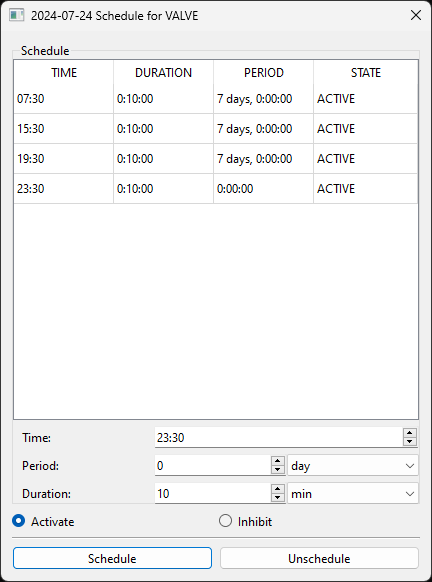 2024-07-24 Schedule for VALVE
Schedule
TIME DURATION PERIOD STATE
07:30 0:10:00 7 days, 0:00:00 ACTIVE
15:30 0:10:00 7 days, 0:00:00 ACTIVE
19:30 0:10:00 7 days, 0:00:00 ACTIVE
23:30 0:10:00 0:00:00 ACTIVE
Time: 23:30
Period: 0 day
Duration: 10 min
Activate Inhibit
Schedule Unschedule